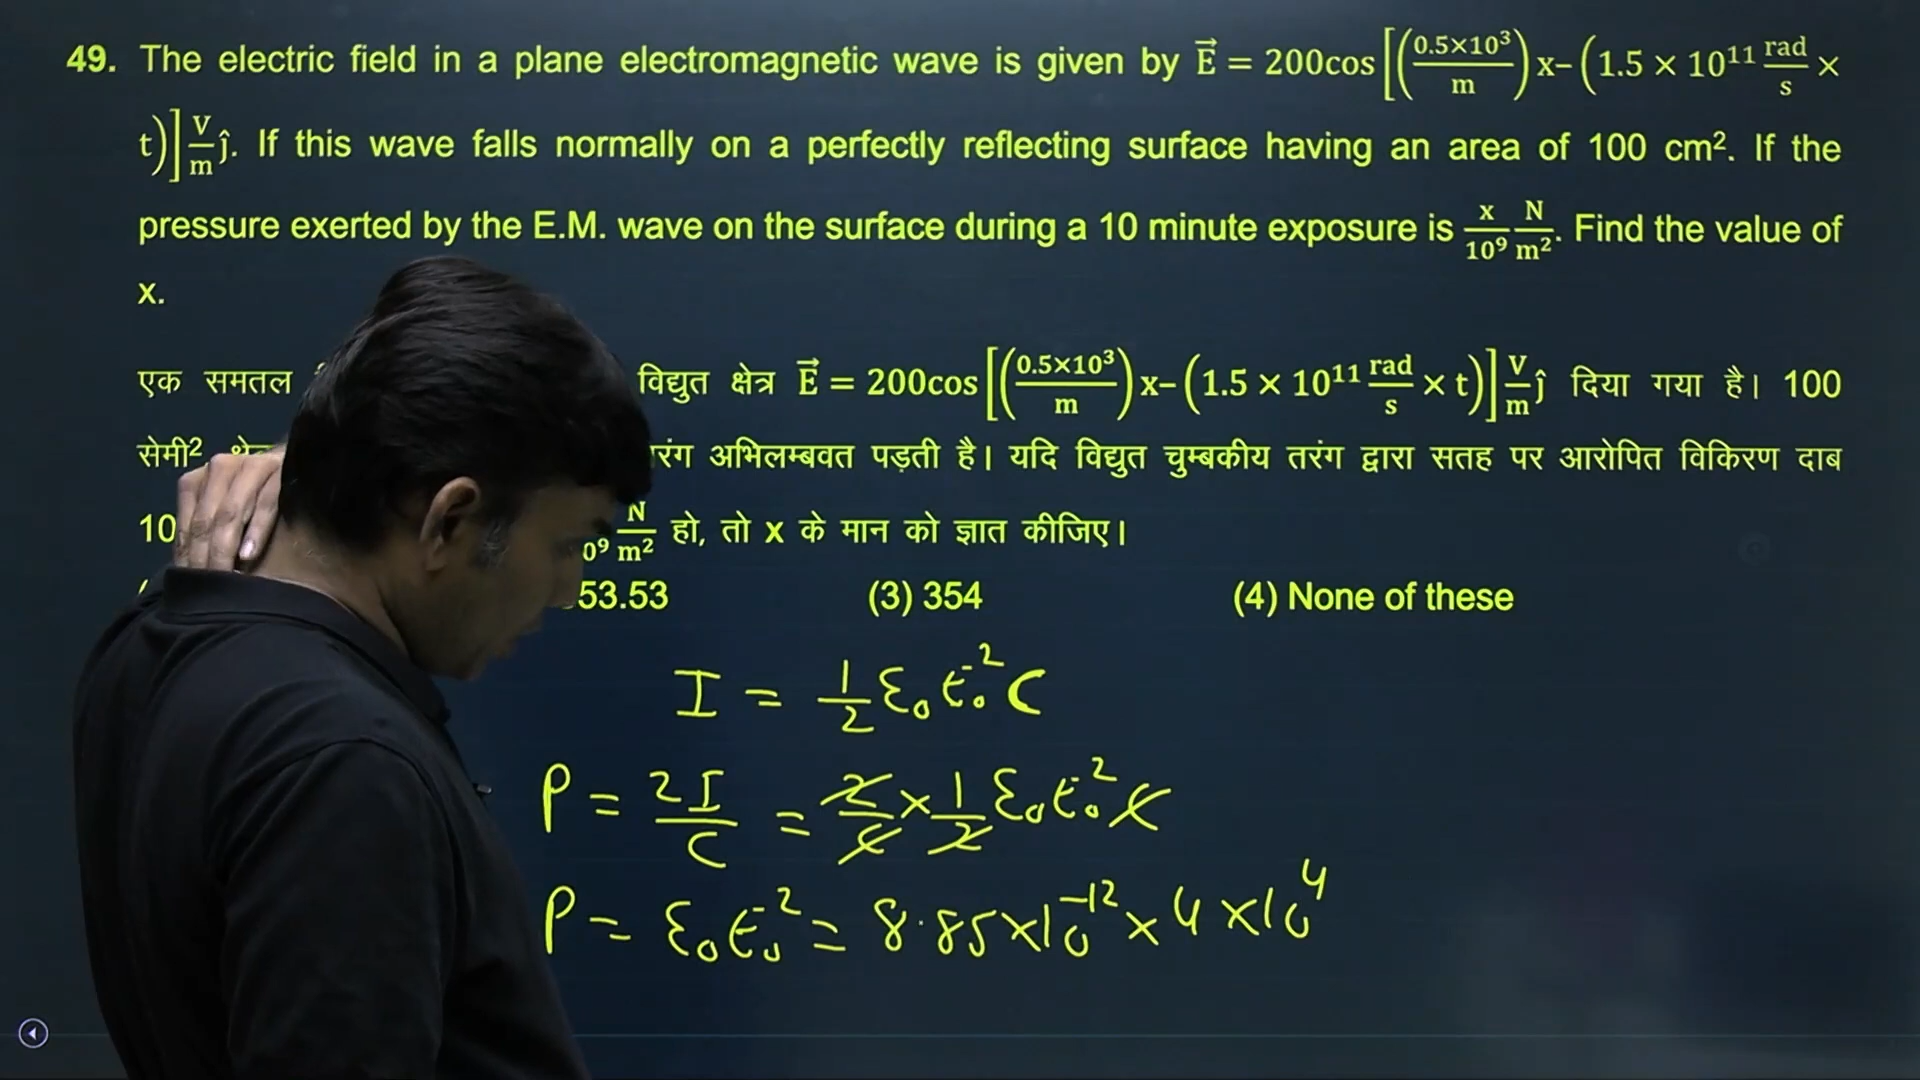 49. The electric field in a plane electromagnetic wave is given by E⃗ = 200cos [(0.5×10³/m) x– (1.5 × 10¹¹ rad/s ×
t)] V/m ĵ. If this wave falls normally on a perfectly reflecting surface having an area of 100 cm². If the
pressure exerted by the E.M. wave on the surface during a 10 minute exposure is x/10⁹ N/m². Find the value of
x.
एक समतल विद्युत क्षेत्र E⃗ = 200cos [(0.5×10³/m) x– (1.5 × 10¹¹ rad/s × t)] V/m ĵ दिया गया है। 100
सेमी² अभिलम्बवत पड़ती है। यदि विद्युत चुम्बकीय तरंग द्वारा सतह पर आरोपित विकिरण दाब
10 N/m² हो, तो x के मान को ज्ञात कीजिए।
53.53 (3) 354 (4) None of these
I = 1/2 ε₀E₀²C
P = 2I/C = 2/C × 1/2 ε₀E₀²C
P = ε₀E₀² = 8.85×10⁻¹² × 4 ×10⁴